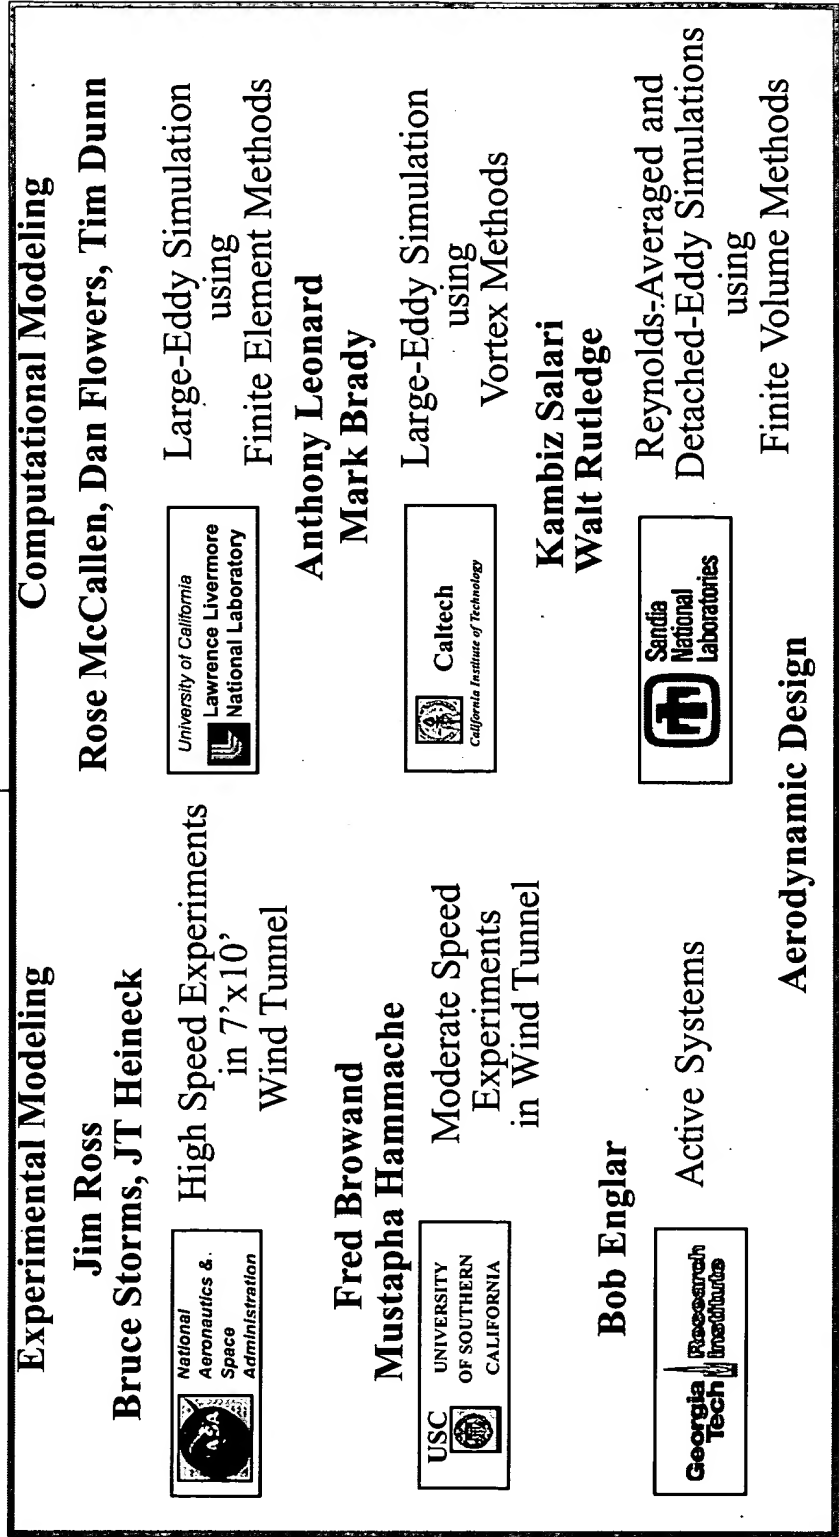 Experimental Modeling
Jim Ross
Bruce Storms, JT Heineck
National
Aeronautics &.
Space
Administration
NASA
High Speed Experiments
in 7'x10'
Wind Tunnel
Fred Browand
Mustapha Hammache
USC
UNIVERSITY
OF SOUTHERN
CALIFORNIA
Moderate Speed
Experiments
in Wind Tunnel
Bob Englar
Georgia Research
Tech Institute
Active Systems
Computational Modeling
Rose McCallen, Dan Flowers, Tim Dunn
University of California
Lawrence Livermore
National Laboratory
Large-Eddy Simulation
using
Finite Element Methods
Anthony Leonard
Mark Brady
Caltech
California Institute of Technology
Large-Eddy Simulation
using
Vortex Methods
Kambiz Salari
Walt Rutledge
Sandia
National
Laboratories
Reynolds-Averaged and
Detached-Eddy Simulations
using
Finite Volume Methods
Aerodynamic Design